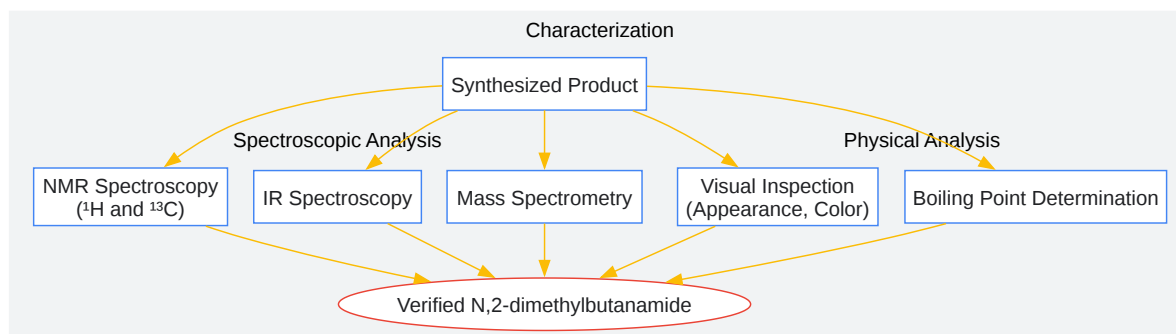 Characterization
Synthesized Product
Spectroscopic Analysis
Physical Analysis
NMR Spectroscopy
(¹H and ¹³C)
IR Spectroscopy
Mass Spectrometry
Visual Inspection
(Appearance, Color)
Boiling Point Determination
Verified N,2-dimethylbutanamide